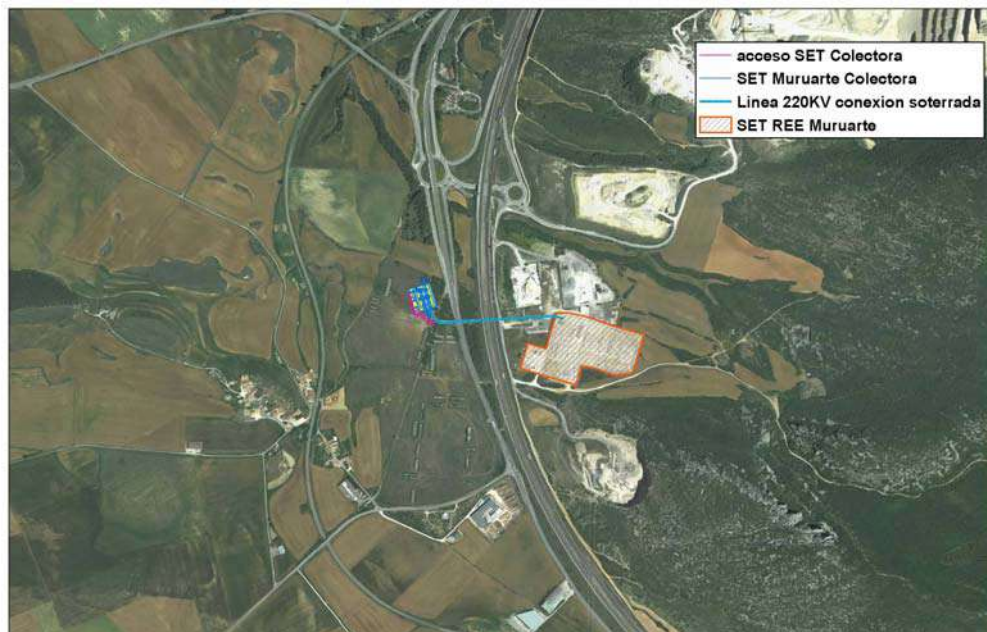 acceso SET Colectora
SET Muruarte Colectora
Linea 220KV conexion soterrada
SET REE Muruarte